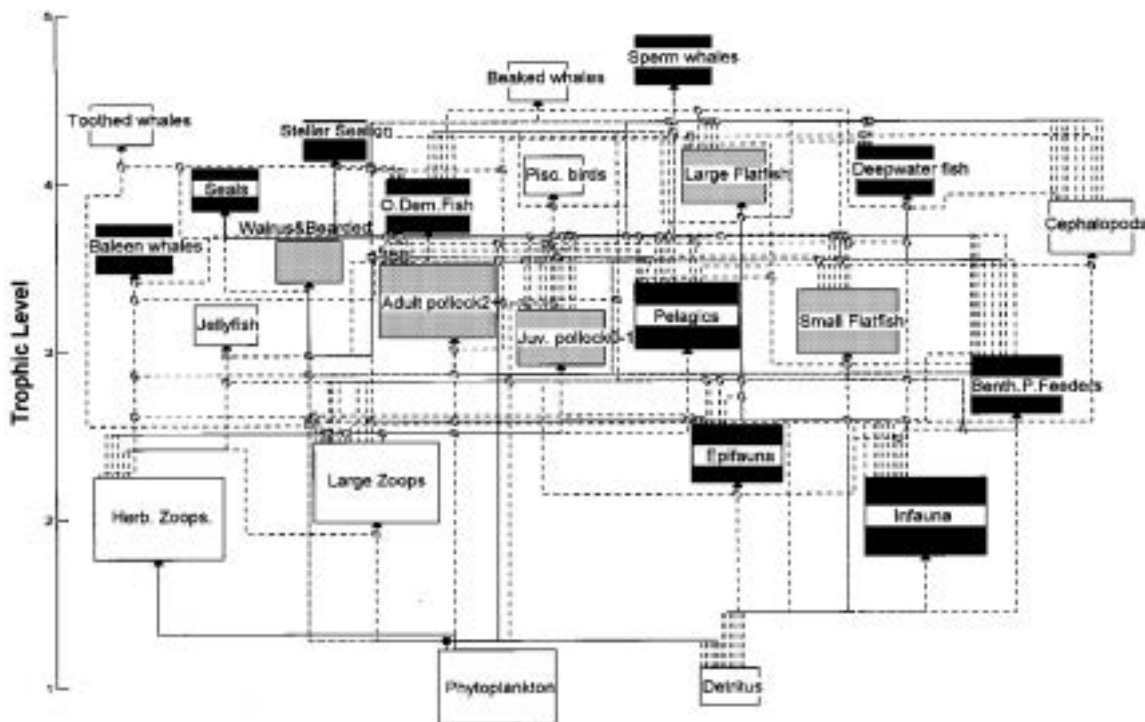 5
Sperm whales
Beaked whales
Toothed whales
Steller Sealion
Pisc. birds
Large Flatfish
Deepwater fish
4
Seals
O.Dem.Fish
Cephalopods
Walrus&Bearded
Baleen whales
Adult pollock2+
Jellyfish
Pelagics
Small Flatfish
Juv. pollock0-1
3
Benth.P.Feeders
Trophic Level
Epifauna
Large Zoops
Herb. Zoops.
2
Infauna
Phytoplankton
Detritus
1